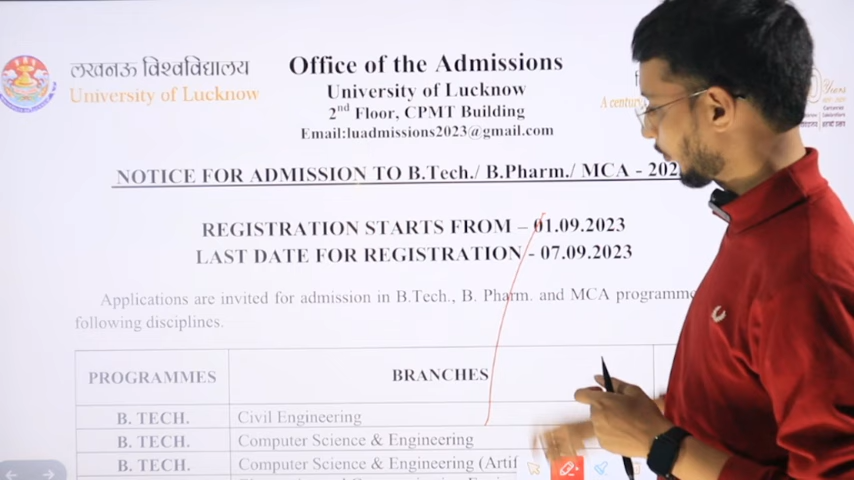 लखनऊ विश्वविद्यालय
University of Lucknow
Office of the Admissions
University of Lucknow
2nd Floor, CPMT Building
Email:luadmissions2023@gmail.com
A century
Years
NOTICE FOR ADMISSION TO B.Tech./ B.Pharm./ MCA - 202
REGISTRATION STARTS FROM – 01.09.2023
LAST DATE FOR REGISTRATION - 07.09.2023
Applications are invited for admission in B.Tech., B. Pharm. and MCA programme
following disciplines.
PROGRAMMES BRANCHES
B. TECH. Civil Engineering
B. TECH. Computer Science & Engineering
B. TECH. Computer Science & Engineering (Artif